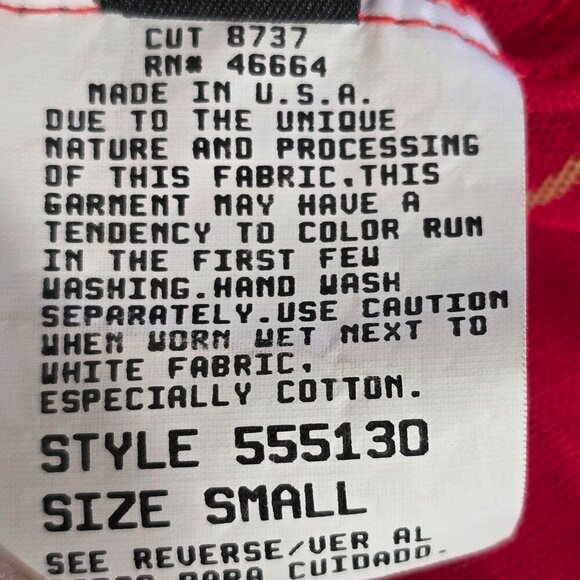 CUT 8737
RN# 46664
MADE IN U.S.A.
DUE TO THE UNIQUE
NATURE AND PROCESSING
OF THIS FABRIC,THIS
GARMENT MAY HAVE A
TENDENCY TO COLOR RUN
IN THE FIRST FEW
WASHING.HAND WASH
SEPARATELY.USE CAUTION
WHEN WORN WET NEXT TO
WHITE FABRIC,
ESPECIALLY COTTON.
STYLE 555130
SIZE SMALL
SEE REVERSE/VER AL
PARA CUIDADO.